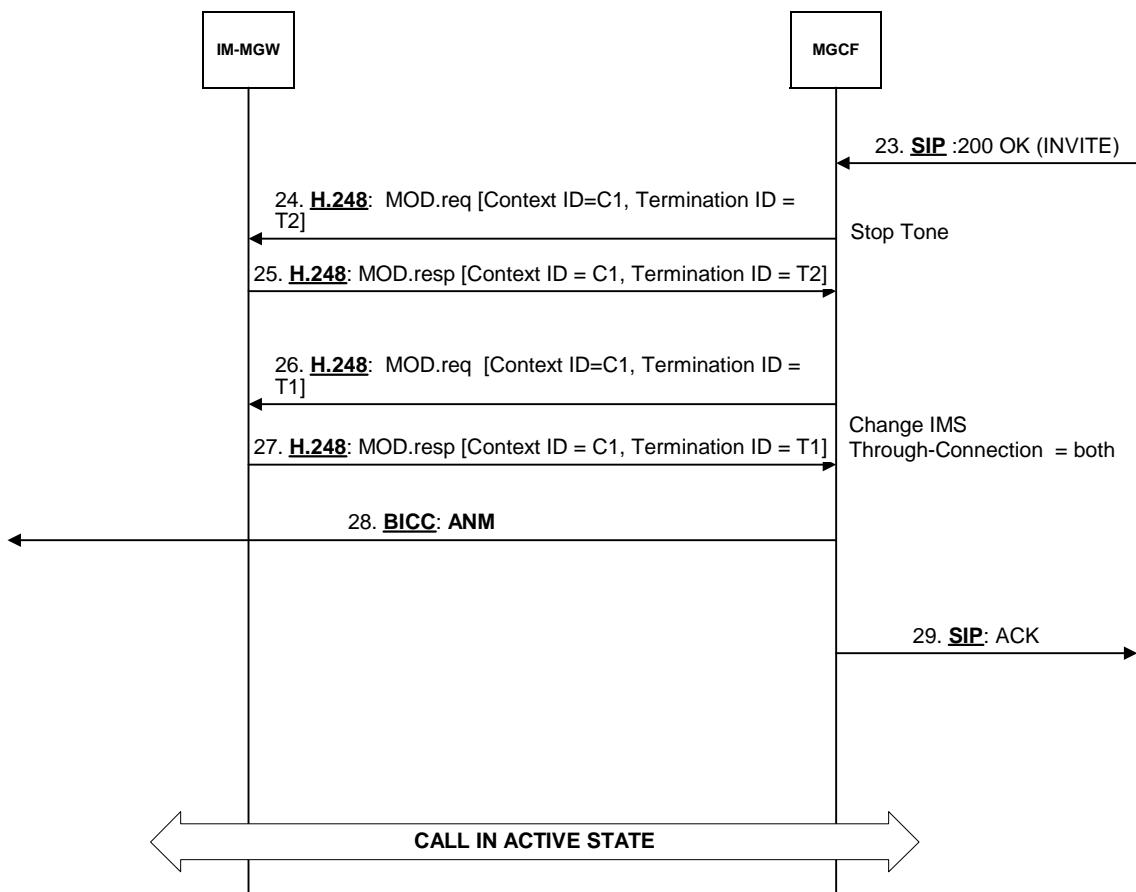 IM-MGW
MGCF
23. SIP :200 OK (INVITE)
24. H.248: MOD.req [Context ID=C1, Termination ID =
T2]
Stop Tone
25. H.248: MOD.resp [Context ID = C1, Termination ID = T2]
26. H.248: MOD.req [Context ID=C1, Termination ID =
T1]
Change IMS
Through-Connection = both
27. H.248: MOD.resp [Context ID = C1, Termination ID = T1]
28. BICC: ANM
29. SIP: ACK
CALL IN ACTIVE STATE